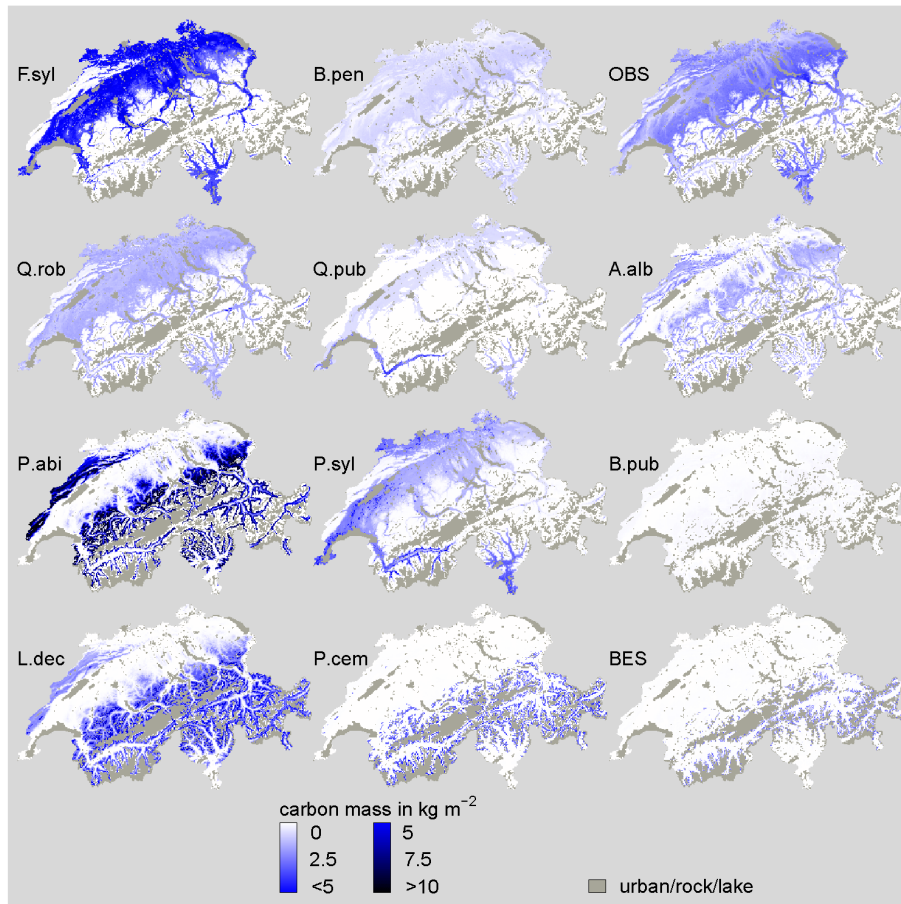 F.syl
B.pen
OBS
Q.rob
Q.pub
A.alb
P.abi
P.syl
B.pub
L.dec
P.cem
BES
carbon mass in kg m⁻²
0 5
2.5 7.5
<5 >10
urban/rock/lake